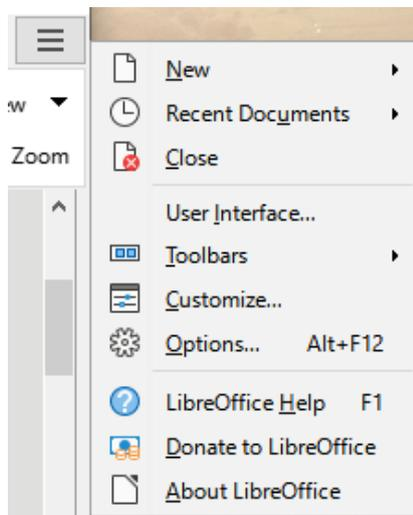 New
ew
Recent Documents
Zoom
Close
User Interface...
Toolbars
Customize...
Options... Alt+F12
LibreOffice Help F1
Donate to LibreOffice
About LibreOffice